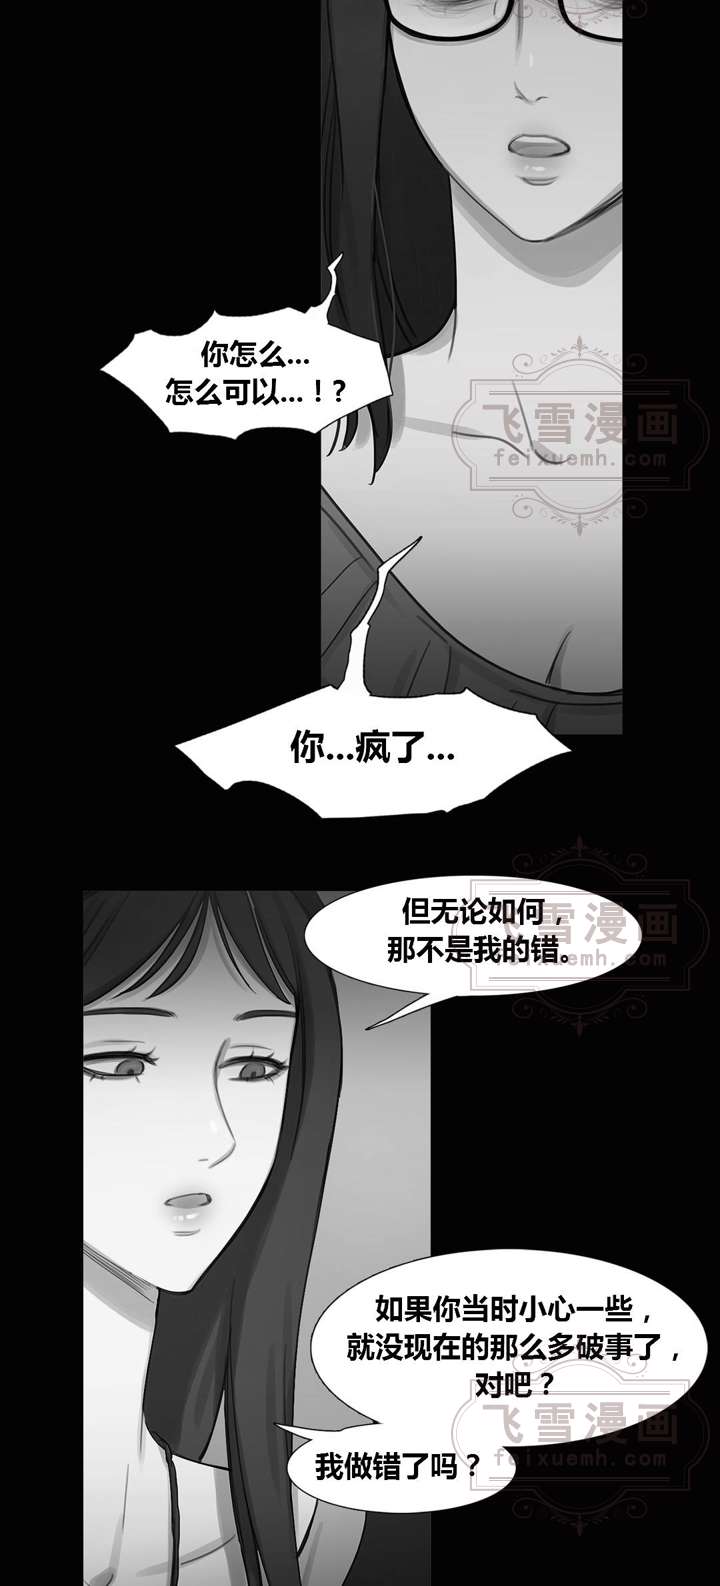 你怎么...
怎么可以...！?
飞雪漫画
feixuemh.com
你...疯了...
但无论如何，
那不是我的错。
飞雪漫画
feixuemh.com
如果你当时小心一些，
就没现在的那么多破事了，
对吧？
飞雪漫画
feixuemh.com
我做错了吗？